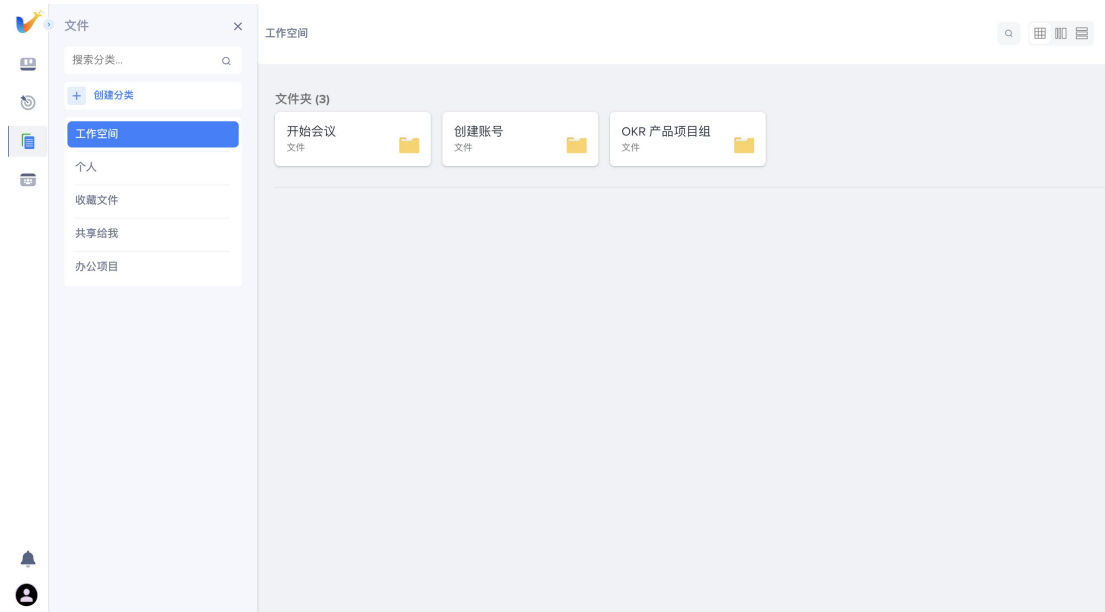 文件
搜索分类...
创建分类
工作空间
个人
收藏文件
共享给我
办公项目
工作空间
文件夹 (3)
开始会议
文件
创建账号
文件
OKR 产品项目组
文件